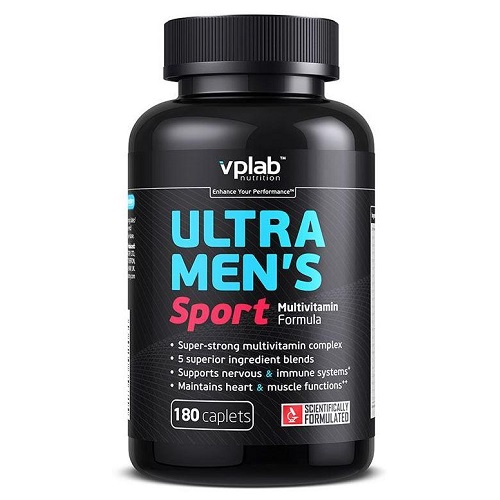 vplab™
nutrition
Enhance Your Performance™
ULTRA
MEN'S
Sport Multivitamin
Formula
• Super-strong multivitamin complex
• 5 superior ingredient blends
• Supports nervous & immune systems*
• Maintains heart & muscle functions**
180 caplets
SCIENTIFICALLY
FORMULATED